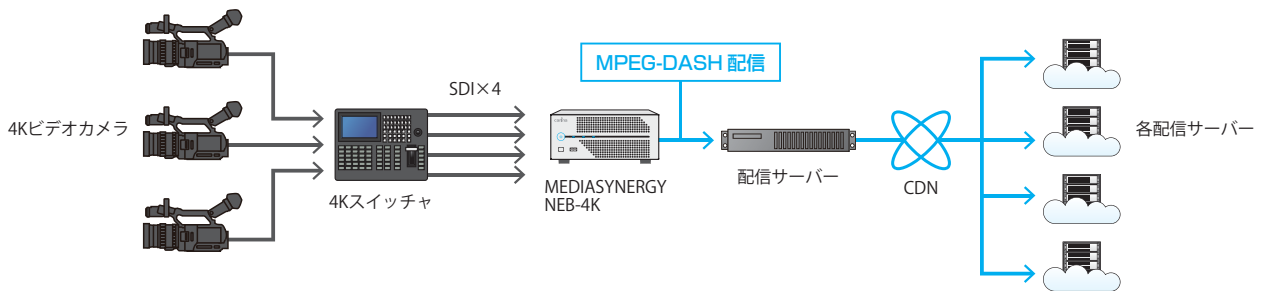 4Kビデオカメラ
4Kスイッチャ
SDI×4
MPEG-DASH 配信
MEDIASYNERGY
NEB-4K
配信サーバー
CDN
各配信サーバー